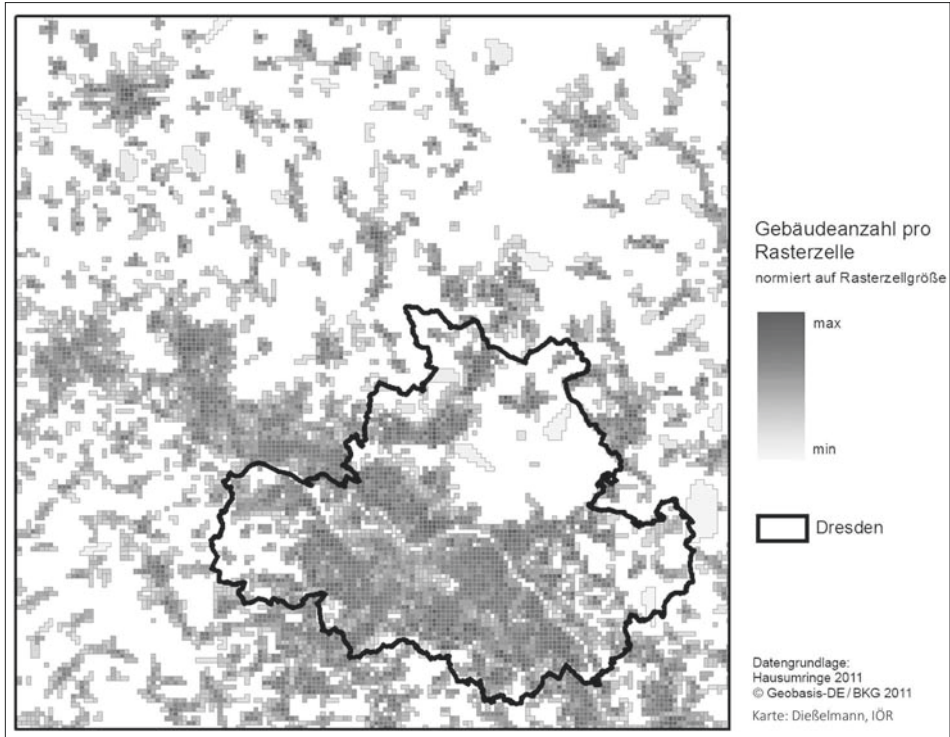 Gebäudeanzahl pro
Rasterzelle
normiert auf Rasterzellgröße
max
min
Dresden
Datengrundlage:
Hausumringe 2011
© Geobasis-DE/BKG 2011
Karte: Dießelmann, IÖR